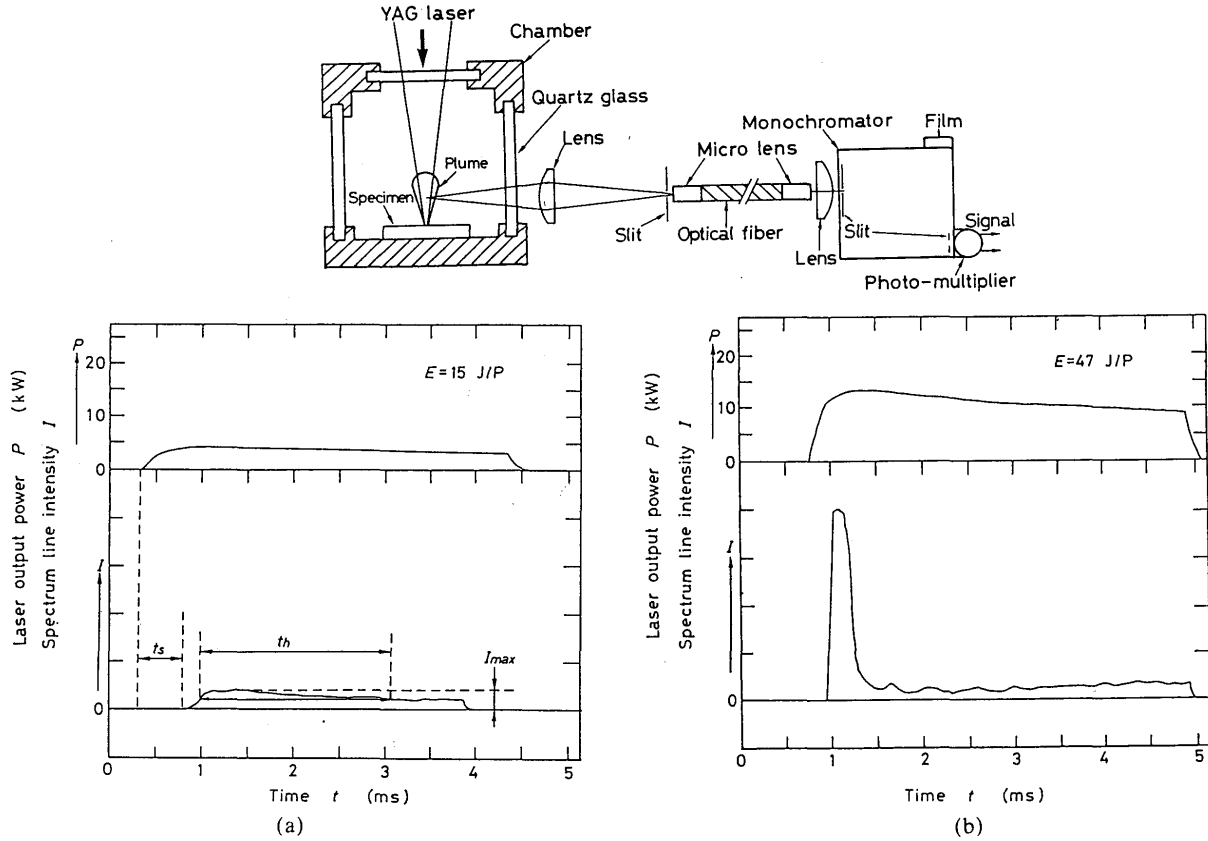 YAG laser
Chamber
Quartz glass
Lens
Plume
Specimen
Slit
Micro lens
Optical fiber
Monochromator
Film
Lens
Slit
Signal
Photo-multiplier
Laser output power P (kW)
Spectrum line intensity I
P
20
10
0
E=15 J/P
I
0
ts
th
Imax
0 1 2 3 4 5
Time t (ms)
(a)
Laser output power P (kW)
Spectrum line intensity I
P
20
10
0
E=47 J/P
I
0
0 1 2 3 4 5
Time t (ms)
(b)